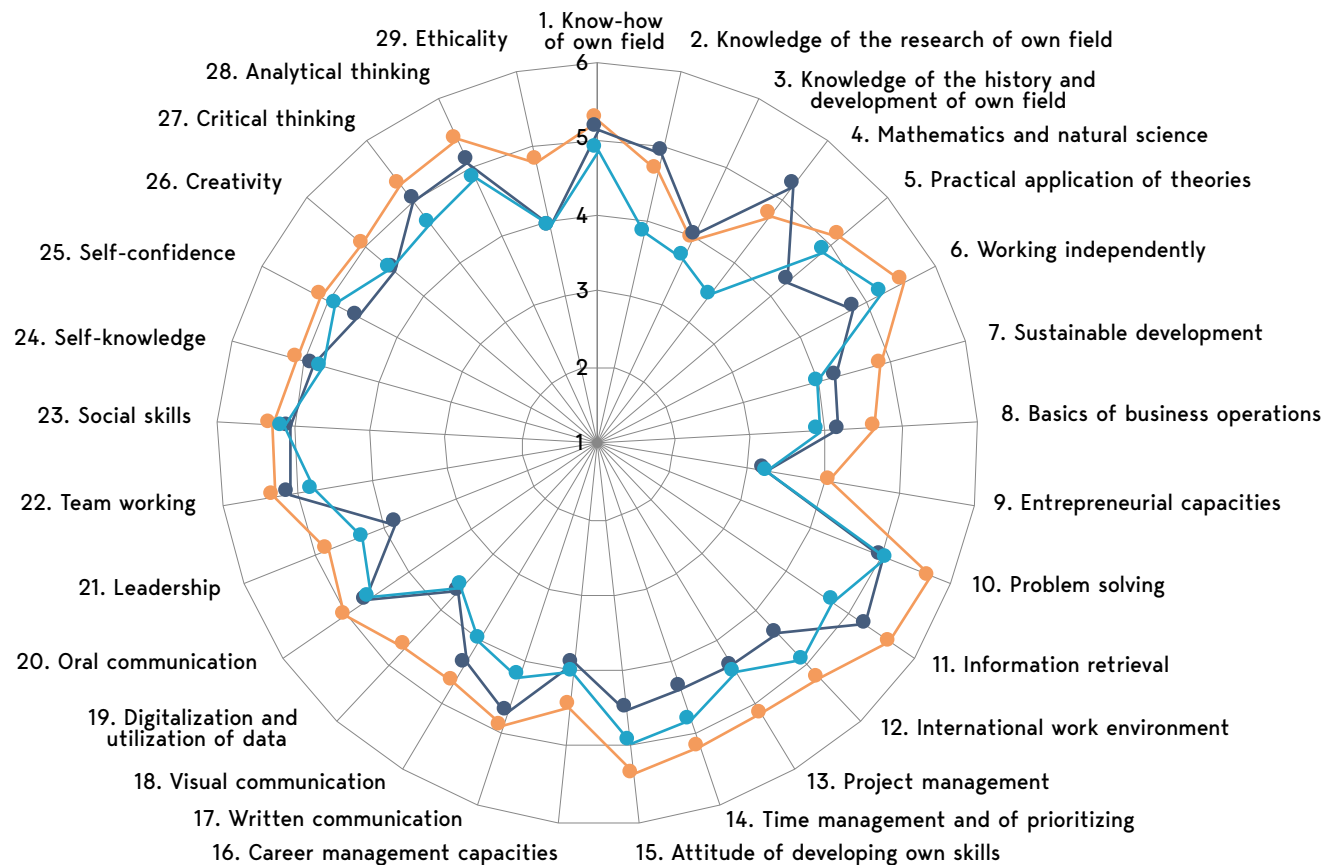 1. Know-how
of own field
2. Knowledge of the research of own field
3. Knowledge of the history and
development of own field
4. Mathematics and natural science
5. Practical application of theories
6. Working independently
7. Sustainable development
8. Basics of business operations
9. Entrepreneurial capacities
10. Problem solving
11. Information retrieval
12. International work environment
13. Project management
14. Time management and of prioritizing
15. Attitude of developing own skills
16. Career management capacities
17. Written communication
18. Visual communication
19. Digitalization and
utilization of data
20. Oral communication
21. Leadership
22. Team working
23. Social skills
24. Self-knowledge
25. Self-confidence
26. Creativity
27. Critical thinking
28. Analytical thinking
29. Ethicality
6
5
4
3
2
1